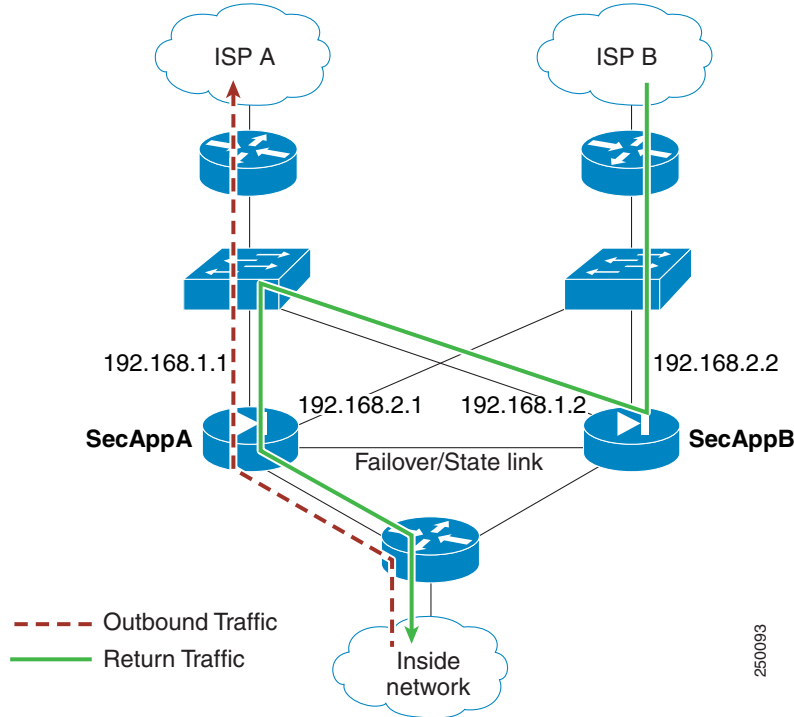 ISP A
ISP B
192.168.1.1
192.168.2.2
192.168.2.1
192.168.1.2
SecAppA
SecAppB
Failover/State link
Outbound Traffic
Return Traffic
Inside
network
250093